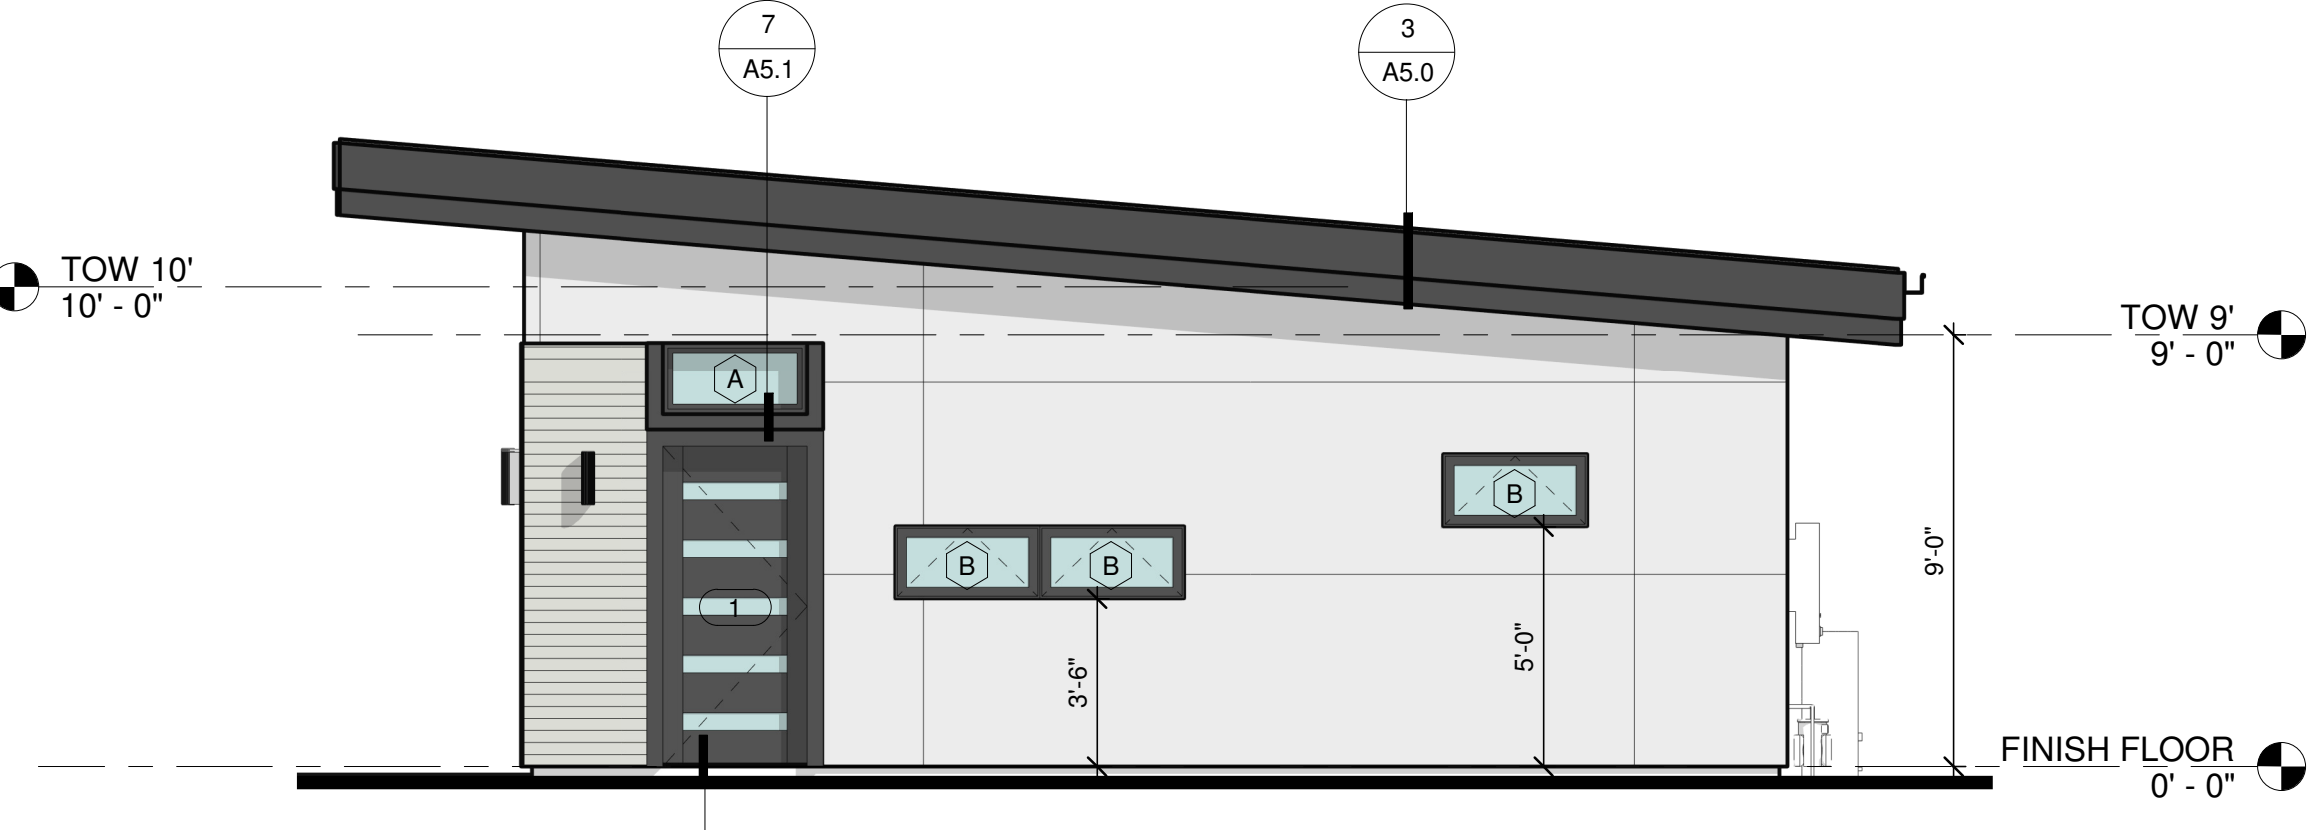 7
A5.1
3
A5.0
TOW 10'
10' - 0"
TOW 9'
9' - 0"
A
B
B
B
1
9'-0"
5'-0"
3'-6"
FINISH FLOOR
0' - 0"